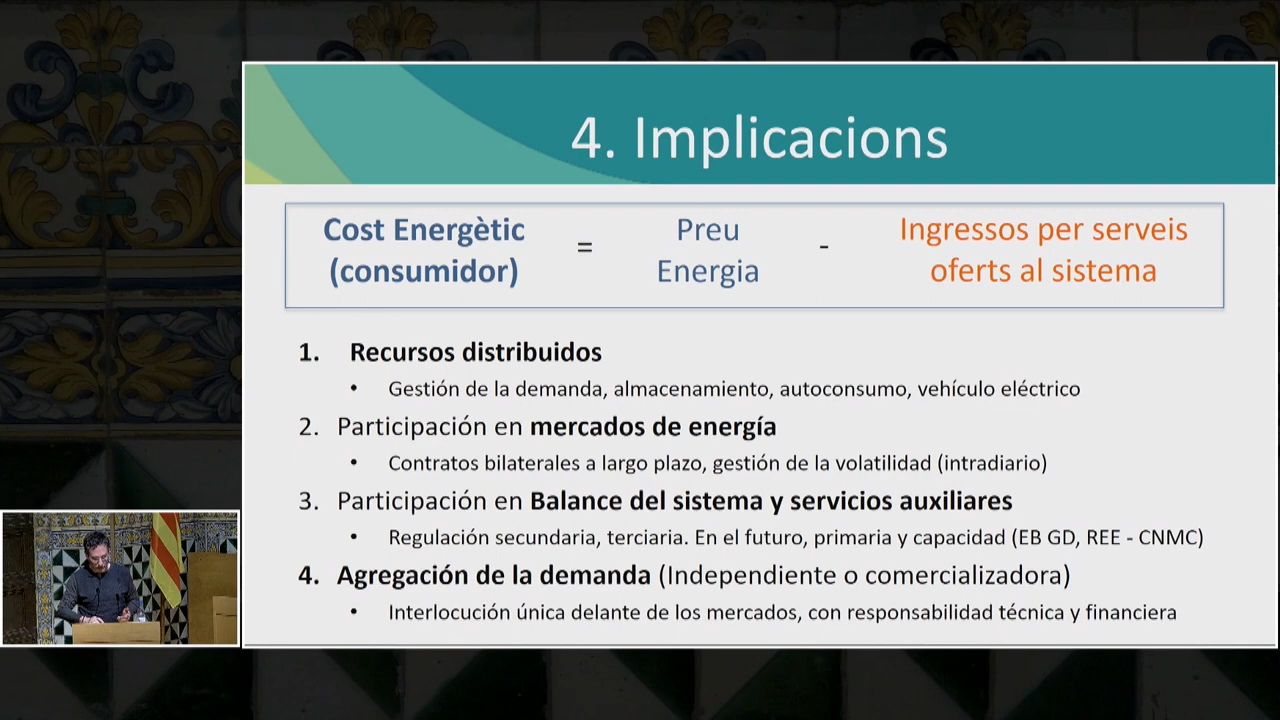 4. Implicacions
Cost Energètic
(consumidor)
=
Preu
Energia
-
Ingressos per serveis
oferts al sistema
1. Recursos distribuidos
• Gestión de la demanda, almacenamiento, autoconsumo, vehículo eléctrico
2. Participación en mercados de energía
• Contratos bilaterales a largo plazo, gestión de la volatilidad (intradiario)
3. Participación en Balance del sistema y servicios auxiliares
• Regulación secundaria, terciaria. En el futuro, primaria y capacidad (EB GD, REE - CNMC)
4. Agregación de la demanda (Independiente o comercializadora)
• Interlocución única delante de los mercados, con responsabilidad técnica y financiera